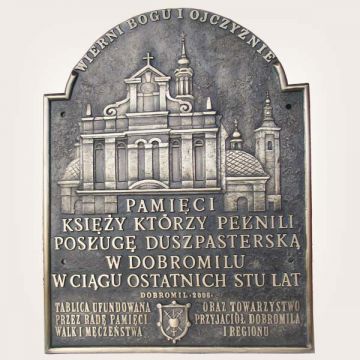 WIERNI BOGU I OJCZYŹNIE
PAMIĘCI
KSIĘŻY KTÓRZY PEŁNILI
POSŁUGĘ DUSZPASTERSKĄ
W DOBROMILU
W CIĄGU OSTATNICH STU LAT
DOBROMIL · 2006 ·
TABLICA UFUNDOWANA
PRZEZ RADĘ PAMIĘCI
WALK I MĘCZEŃSTWA
ORAZ TOWARZYSTWO
PRZYJACIÓŁ DOBROMILA
I REGIONU